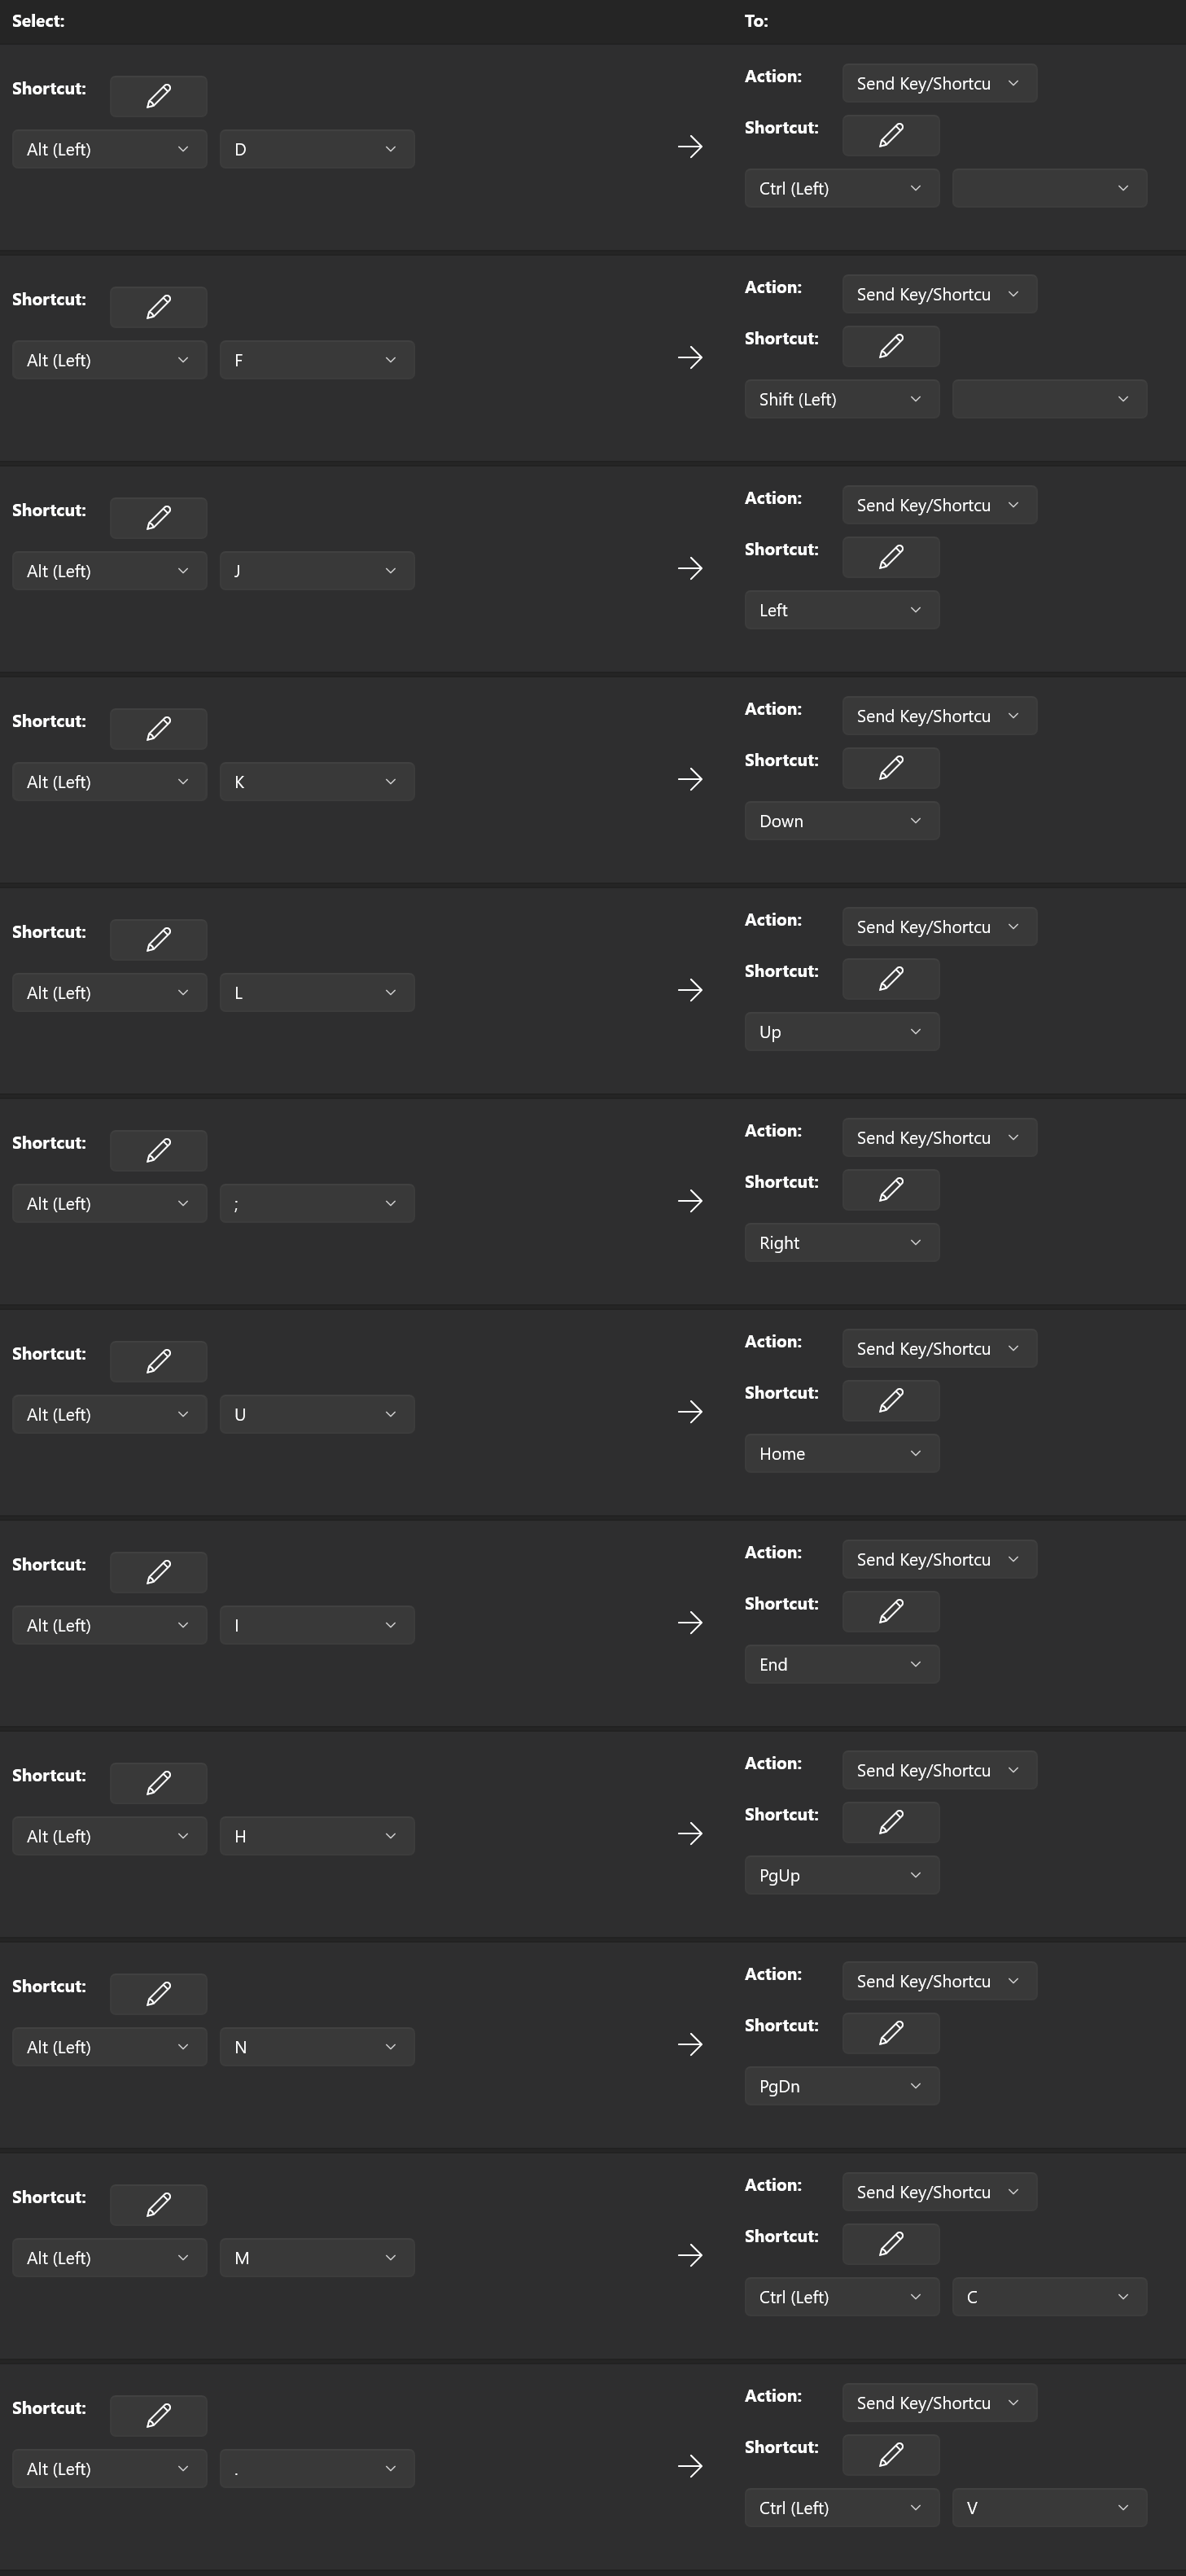 Select: To:
Shortcut: Action: Send Key/Shortcu
Alt (Left) D Shortcut:
Ctrl (Left)
Shortcut: Action: Send Key/Shortcu
Alt (Left) F Shortcut:
Shift (Left)
Shortcut: Action: Send Key/Shortcu
Alt (Left) J Shortcut:
Left
Shortcut: Action: Send Key/Shortcu
Alt (Left) K Shortcut:
Down
Shortcut: Action: Send Key/Shortcu
Alt (Left) L Shortcut:
Up
Shortcut: Action: Send Key/Shortcu
Alt (Left) ; Shortcut:
Right
Shortcut: Action: Send Key/Shortcu
Alt (Left) U Shortcut:
Home
Shortcut: Action: Send Key/Shortcu
Alt (Left) I Shortcut:
End
Shortcut: Action: Send Key/Shortcu
Alt (Left) H Shortcut:
PgUp
Shortcut: Action: Send Key/Shortcu
Alt (Left) N Shortcut:
PgDn
Shortcut: Action: Send Key/Shortcu
Alt (Left) M Shortcut:
Ctrl (Left) C
Shortcut: Action: Send Key/Shortcu
Alt (Left) . Shortcut:
Ctrl (Left) V